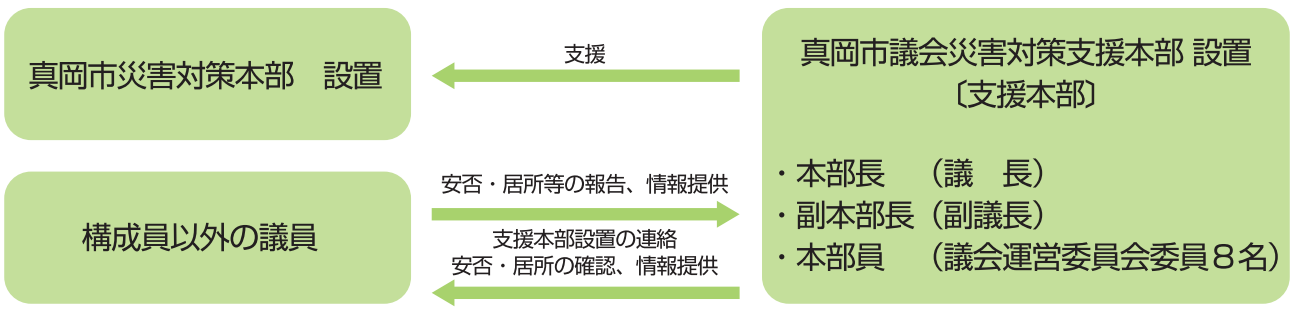 真岡市災害対策本部　設置
支援
真岡市議会災害対策支援本部 設置
〔支援本部〕
・本部長　（議　長）
・副本部長（副議長）
・本部員　（議会運営委員会委員８名）
構成員以外の議員
安否・居所等の報告、情報提供
支援本部設置の連絡
安否・居所の確認、情報提供